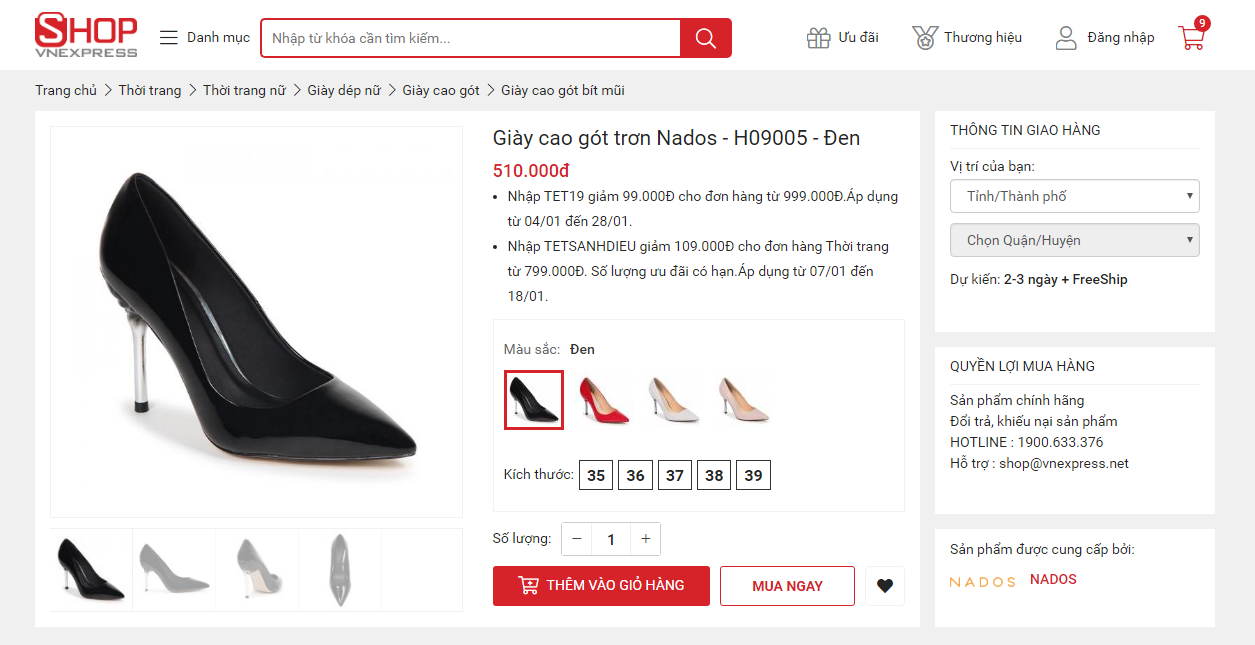 SHOP
VNEXPRESS
Danh mục
Nhập từ khóa cần tìm kiếm...
Ưu đãi
Thương hiệu
Đăng nhập
9
Trang chủ > Thời trang > Thời trang nữ > Giày dép nữ > Giày cao gót > Giày cao gót bít mũi
Giày cao gót trơn Nados - H09005 - Đen
510.000đ
• Nhập TET19 giảm 99.000Đ cho đơn hàng từ 999.000Đ.Áp dụng
từ 04/01 đến 28/01.
• Nhập TETSANHDIEU giảm 109.000Đ cho đơn hàng Thời trang
từ 799.000Đ. Số lượng ưu đãi có hạn.Áp dụng từ 07/01 đến
18/01.
Màu sắc: Đen
Kích thước: 35 36 37 38 39
Số lượng: − 1 +
THÊM VÀO GIỎ HÀNG
MUA NGAY
THÔNG TIN GIAO HÀNG
Vị trí của bạn:
Tỉnh/Thành phố
Chọn Quận/Huyện
Dự kiến: 2-3 ngày + FreeShip
QUYỀN LỢI MUA HÀNG
Sản phẩm chính hãng
Đổi trả, khiếu nại sản phẩm
HOTLINE : 1900.633.376
Hỗ trợ : shop@vnexpress.net
Sản phẩm được cung cấp bởi:
NADOS NADOS